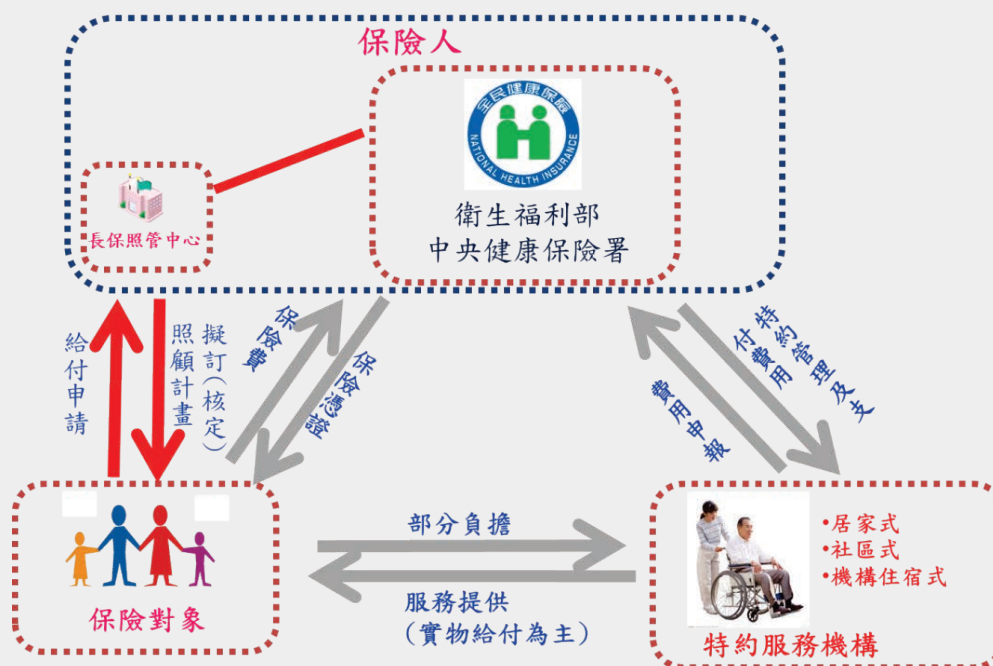 保險人
全民健康保險
NATIONAL HEALTH INSURANCE
衛生福利部
中央健康保險署
長保照管中心
給付申請
擬訂(核定)
照顧計畫
保險費
保險憑證
費用申報
特約管理及支
付費用
部分負擔
服務提供
(實物給付為主)
保險對象
•居家式
•社區式
•機構住宿式
特約服務機構